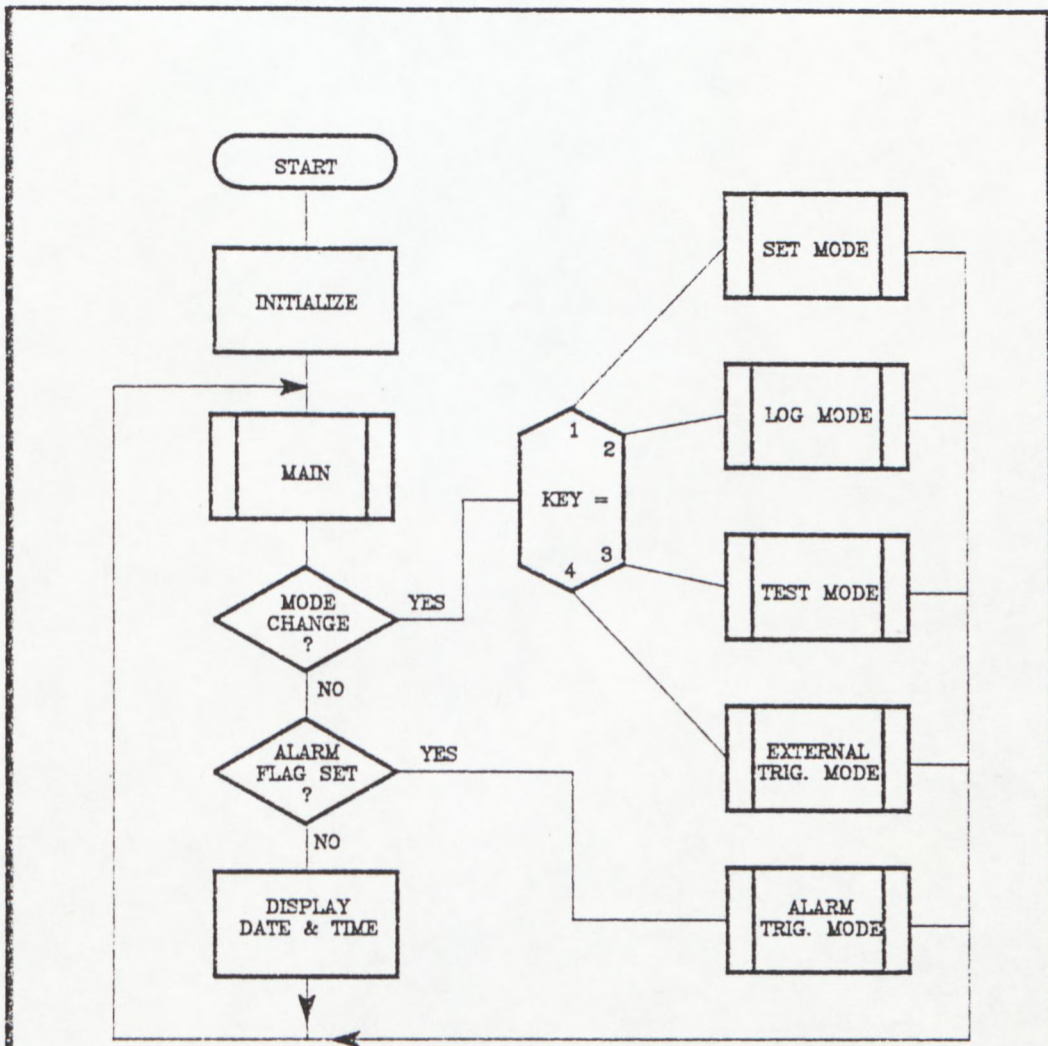 START
INITIALIZE
MAIN
MODE
CHANGE
?
YES
NO
ALARM
FLAG SET
?
YES
NO
DISPLAY
DATE & TIME
KEY =
1
2
3
4
SET MODE
LOG MODE
TEST MODE
EXTERNAL
TRIG. MODE
ALARM
TRIG. MODE